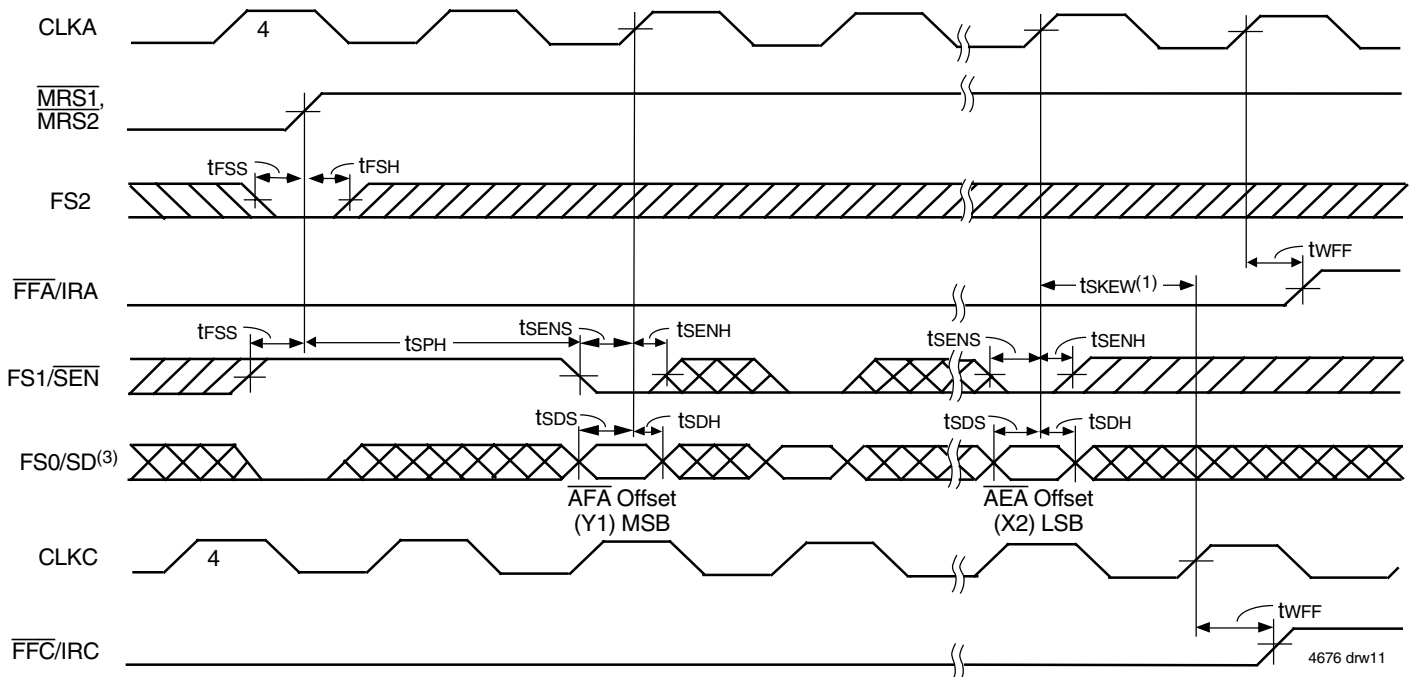 CLKA
4
MRS1,
MRS2
tFSS
tFSH
FS2
tWFF
FFA/IRA
tSKEW(1)
tFSS
tSPH
tSENS
tSENH
tSENS
tSENH
FS1/SEN
tSDS
tSDH
tSDS
tSDH
FS0/SD(3)
AFA Offset
(Y1) MSB
AEA Offset
(X2) LSB
CLKC
4
tWFF
FFC/IRC
4676 drw11